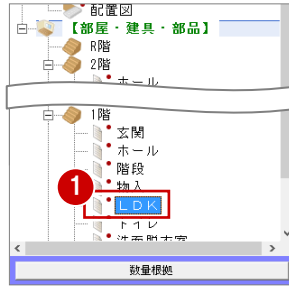 配置図
【部屋・建具・部品】
R階
2階
ホール
1階
玄関
ホール
階段
物入
1
LDK
トイレ
洗面脱衣室
数量根拠